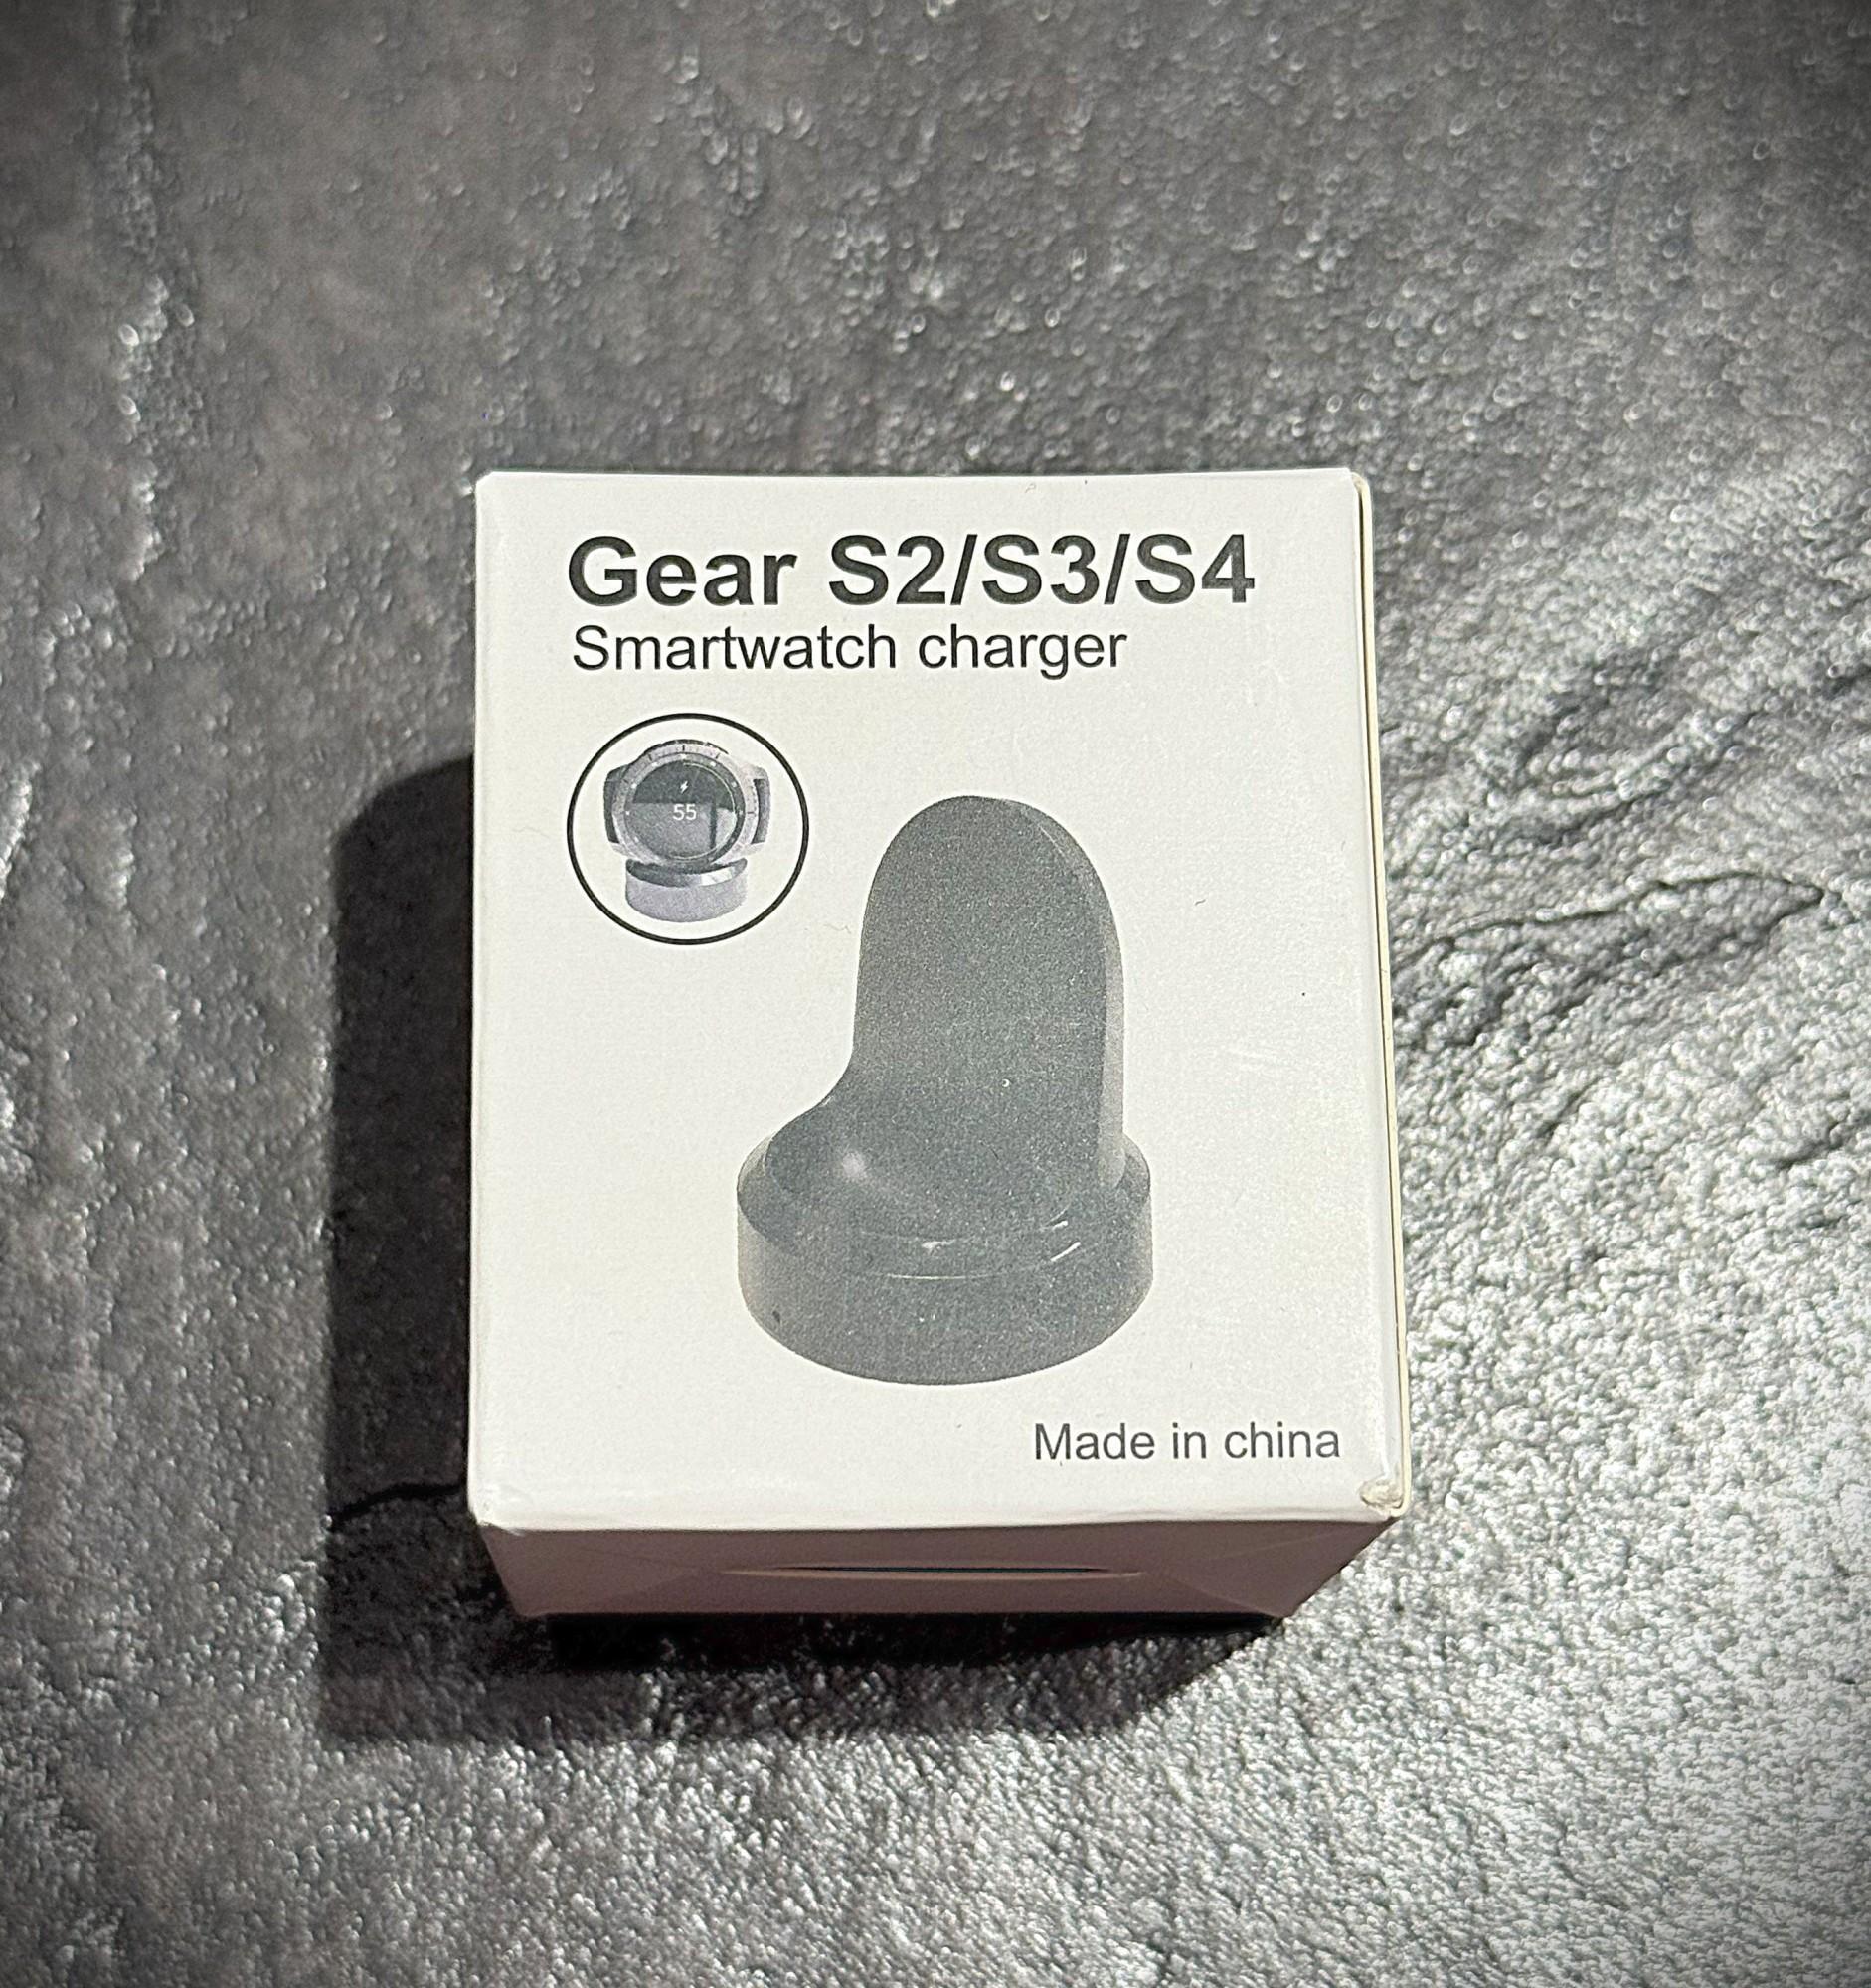 Gear S2/S3/S4
Smartwatch charger
55
Made in china